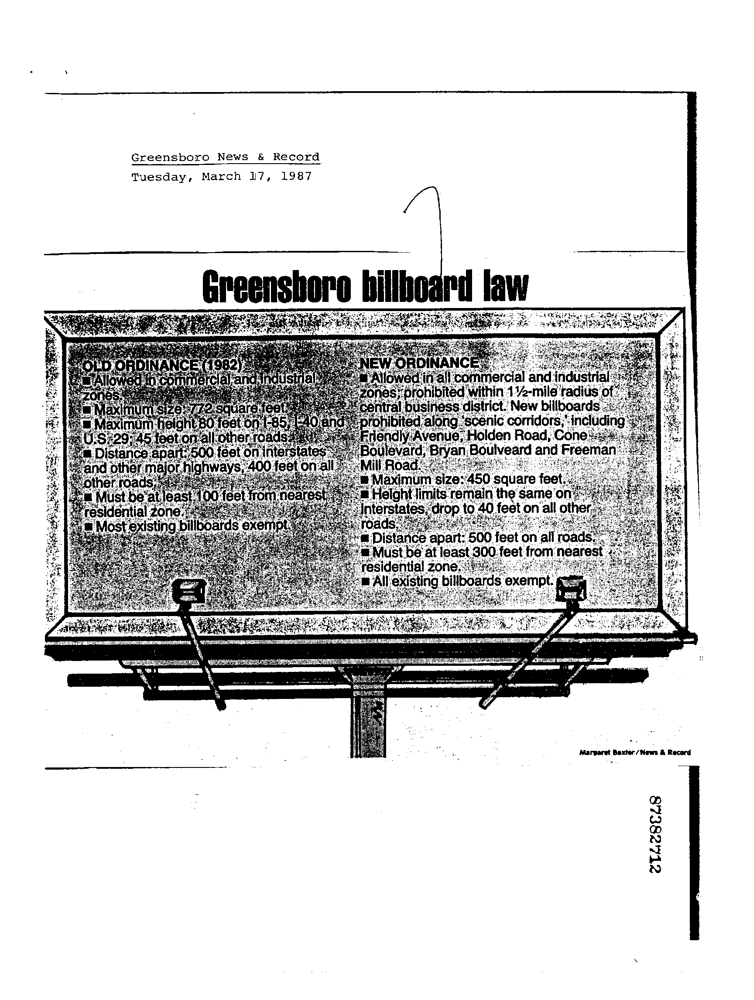 Greensboro News & Record
Tuesday, March 17, 1987
Greensboro billboard law
OLD ORDINANCE (1982)
■ Allowed in commercial and industrial
zones.
■ Maximum size: 772 square feet
■ Maximum height 80 feet on I-85, I-40 and
U.S. 29; 45 feet on all other roads.
■ Distance apart: 500 feet on interstates
and other major highways, 400 feet on all
other roads.
■ Must be at least 100 feet from nearest
residential zone.
■ Most existing billboards exempt.
NEW ORDINANCE
■ Allowed in all commercial and industrial
zones; prohibited within 1½-mile radius of
central business district. New billboards
prohibited along 'scenic corridors,' including
Friendly Avenue, Holden Road, Cone
Boulevard, Bryan Boulveard and Freeman
Mill Road.
■ Maximum size: 450 square feet.
■ Height limits remain the same on
interstates, drop to 40 feet on all other
roads.
■ Distance apart: 500 feet on all roads.
■ Must be at least 300 feet from nearest
residential zone.
■ All existing billboards exempt.
Margaret Baxter/News & Record
87382712